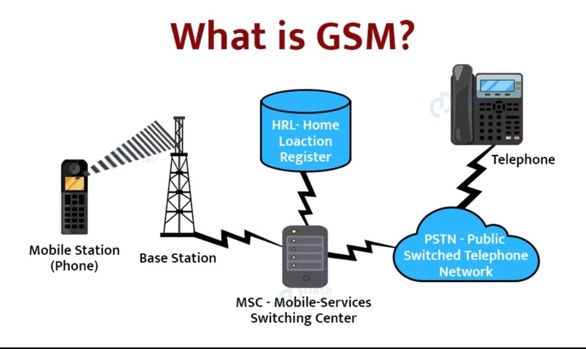 What is GSM?
HRL- Home
Loaction
Register
Telephone
Mobile Station
(Phone)
Base Station
PSTN - Public
Switched Telephone
Network
MSC - Mobile-Services
Switching Center